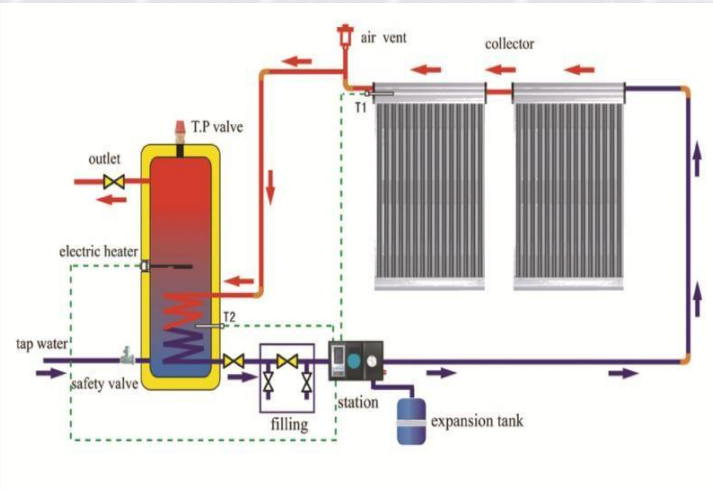 air vent
collector
T1
T.P valve
outlet
electric heater
T2
tap water
safety valve
station
filling
expansion tank